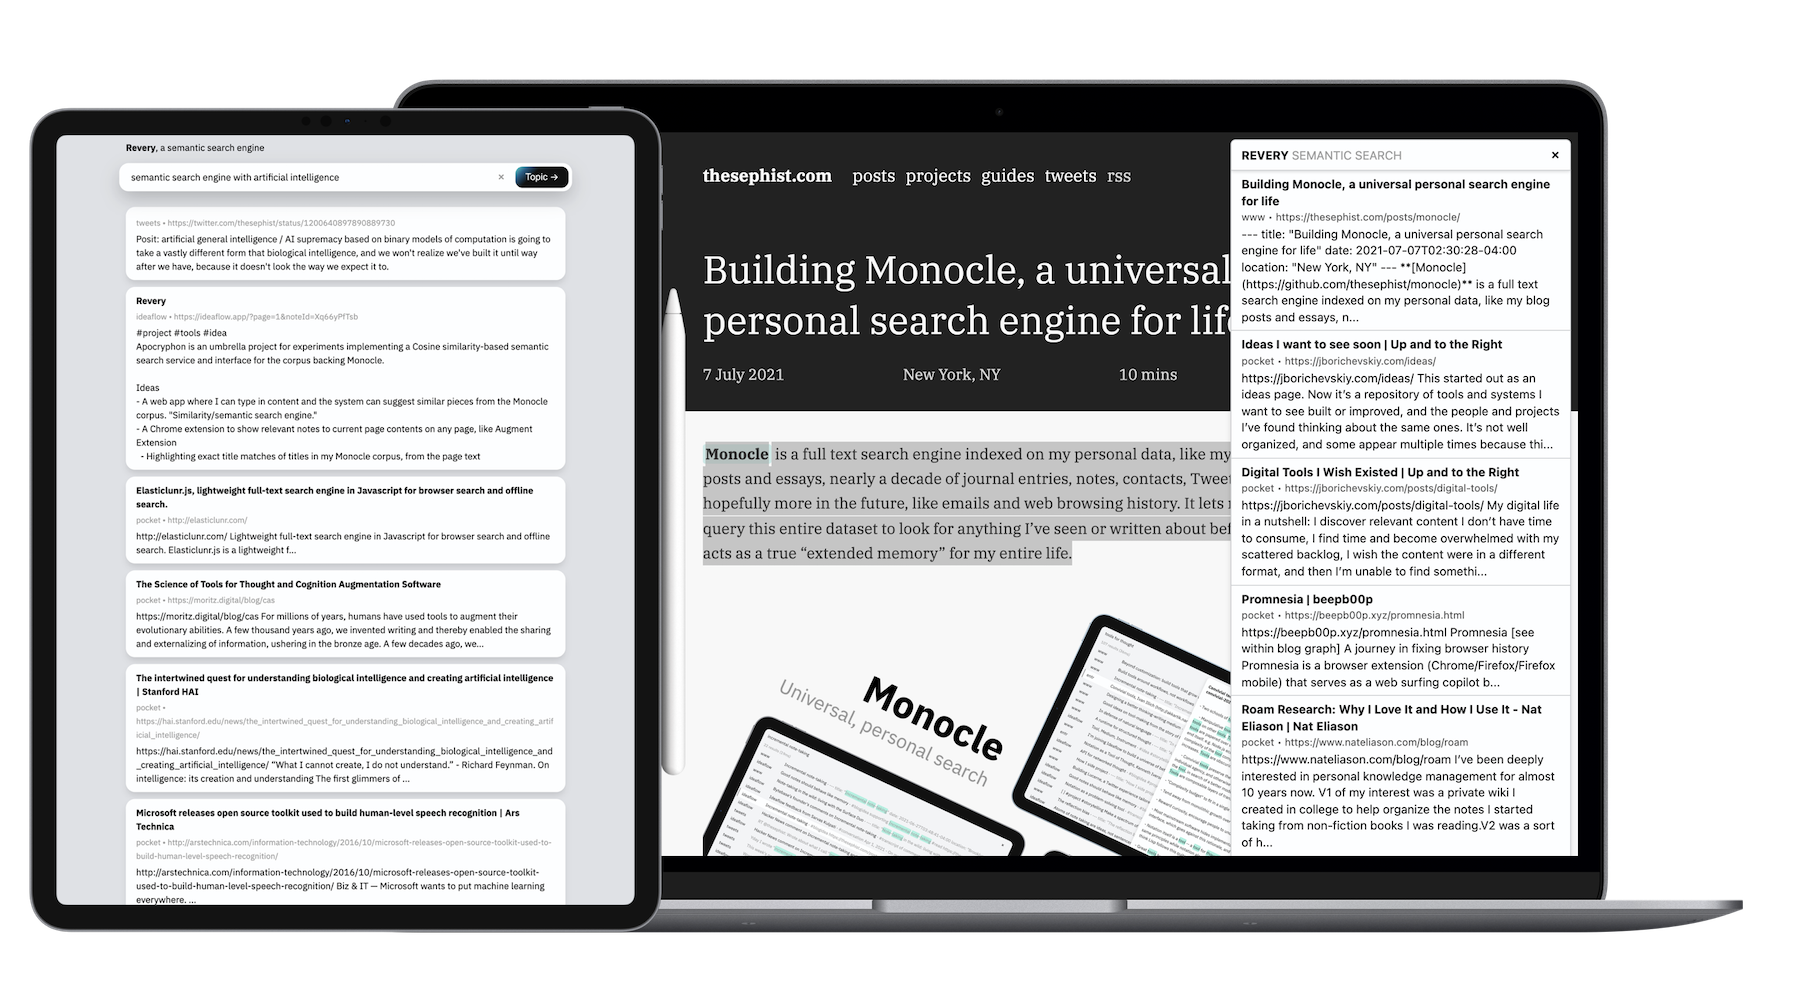 Revery, a semantic search engine
semantic search engine with artificial intelligence × Topic →
tweets • https://twitter.com/thesephist/status/1200640897890889730
Posit: artificial general intelligence / AI supremacy based on binary models of computation is going to
take a vastly different form that biological intelligence, and we won't realize we've built it until way
after we have, because it doesn't look the way we expect it to.
Revery
ideaflow • https://ideaflow.app/?page=1&noteId=Xq66yPfTsb
#project #tools #idea
Apocryphon is an umbrella project for experiments implementing a Cosine similarity-based semantic
search service and interface for the corpus backing Monocle.
Ideas
- A web app where I can type in content and the system can suggest similar pieces from the Monocle
corpus. "Similarity/semantic search engine."
- A Chrome extension to show relevant notes to current page contents on any page, like Augment
Extension
- Highlighting exact title matches of titles in my Monocle corpus, from the page text
Elasticlunr.js, lightweight full-text search engine in Javascript for browser search and offline
search.
pocket • http://elasticlunr.com/
http://elasticlunr.com/ Lightweight full-text search engine in Javascript for browser search and offline
search. Elasticlunr.js is a lightweight f...
The Science of Tools for Thought and Cognition Augmentation Software
pocket • https://moritz.digital/blog/cas
https://moritz.digital/blog/cas For millions of years, humans have used tools to augment their
evolutionary abilities. A few thousand years ago, we invented writing and thereby enabled the sharing
and externalizing of information, ushering in the bronze age. A few decades ago, we...
The intertwined quest for understanding biological intelligence and creating artificial intelligence
| Stanford HAI
pocket •
https://hai.stanford.edu/news/the_intertwined_quest_for_understanding_biological_intelligence_and_creating_artif
icial_intelligence/
https://hai.stanford.edu/news/the_intertwined_quest_for_understanding_biological_intelligence_and
_creating_artificial_intelligence/ “What I cannot create, I do not understand.” - Richard Feynman. On
intelligence: its creation and understanding The first glimmers of ...
Microsoft releases open source toolkit used to build human-level speech recognition | Ars
Technica
pocket • http://arstechnica.com/information-technology/2016/10/microsoft-releases-open-source-toolkit-used-to-
build-human-level-speech-recognition/
http://arstechnica.com/information-technology/2016/10/microsoft-releases-open-source-toolkit-
used-to-build-human-level-speech-recognition/ Biz & IT — Microsoft wants to put machine learning
everywhere. ...
thesephist.com posts projects guides tweets rss
Building Monocle, a universal
personal search engine for life
7 July 2021 New York, NY 10 mins
Monocle is a full text search engine indexed on my personal data, like my
posts and essays, nearly a decade of journal entries, notes, contacts, Tweet
hopefully more in the future, like emails and web browsing history. It lets
query this entire dataset to look for anything I’ve seen or written about bef
acts as a true “extended memory” for my entire life.
Monocle
Universal, personal search
REVERY SEMANTIC SEARCH ×
Building Monocle, a universal personal search engine
for life
www • https://thesephist.com/posts/monocle/
--- title: "Building Monocle, a universal personal search
engine for life" date: 2021-07-07T02:30:28-04:00
location: "New York, NY" --- **[Monocle]
(https://github.com/thesephist/monocle)** is a full text
search engine indexed on my personal data, like my blog
posts and essays, n...
Ideas I want to see soon | Up and to the Right
pocket • https://jborichevskiy.com/ideas/
https://jborichevskiy.com/ideas/ This started out as an
ideas page. Now it’s a repository of tools and systems I
want to see built or improved, and the people and projects
I’ve found thinking about the same ones. It’s not well
organized, and some appear multiple times because thi...
Digital Tools I Wish Existed | Up and to the Right
pocket • https://jborichevskiy.com/posts/digital-tools/
https://jborichevskiy.com/posts/digital-tools/ My digital life
in a nutshell: I discover relevant content I don’t have time
to consume, I find time and become overwhelmed with my
scattered backlog, I wish the content were in a different
format, and then I’m unable to find somethi...
Promnesia | beepb00p
pocket • https://beepb00p.xyz/promnesia.html
https://beepb00p.xyz/promnesia.html Promnesia [see
within blog graph] A journey in fixing browser history
Promnesia is a browser extension (Chrome/Firefox/Firefox
mobile) that serves as a web surfing copilot b...
Roam Research: Why I Love It and How I Use It - Nat
Eliason | Nat Eliason
pocket • https://www.nateliason.com/blog/roam
https://www.nateliason.com/blog/roam I’ve been deeply
interested in personal knowledge management for almost
10 years now. V1 of my interest was a private wiki I
created in college to help organize the notes I started
taking from non-fiction books I was reading.V2 was a sort
of h...